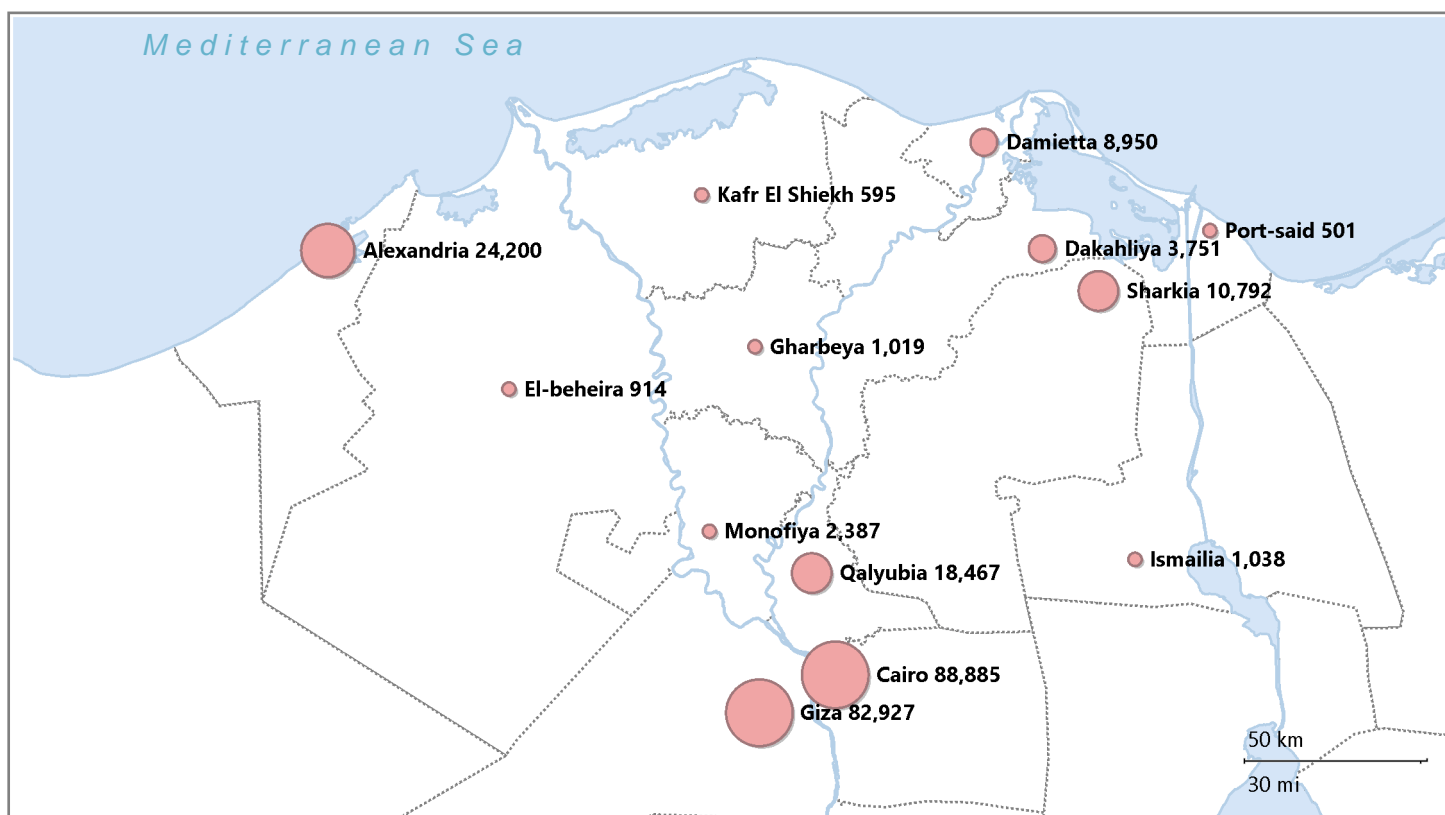 Mediterranean Sea
Damietta 8,950
Kafr El Shiekh 595
Port-said 501
Alexandria 24,200
Dakahliya 3,751
Sharkia 10,792
Gharbeya 1,019
El-beheira 914
Monofiya 2,387
Ismailia 1,038
Qalyubia 18,467
Cairo 88,885
Giza 82,927
50 km
30 mi